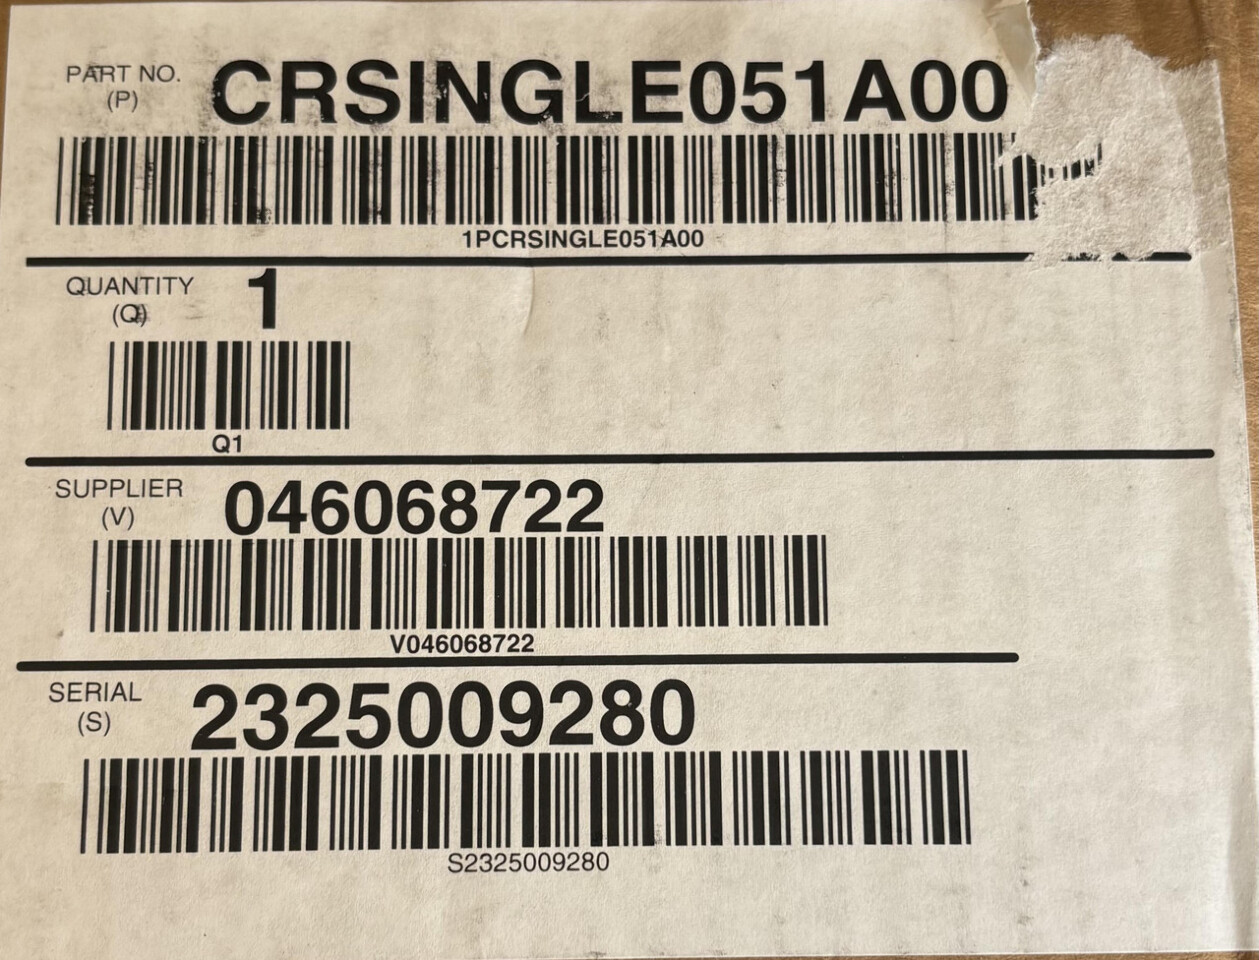 PART NO. CRSINGLE051A00
(P)
1PCRSINGLE051A00
QUANTITY 1
(Q)
Q1
SUPPLIER 046068722
(V)
V046068722
SERIAL 2325009280
(S)
S2325009280